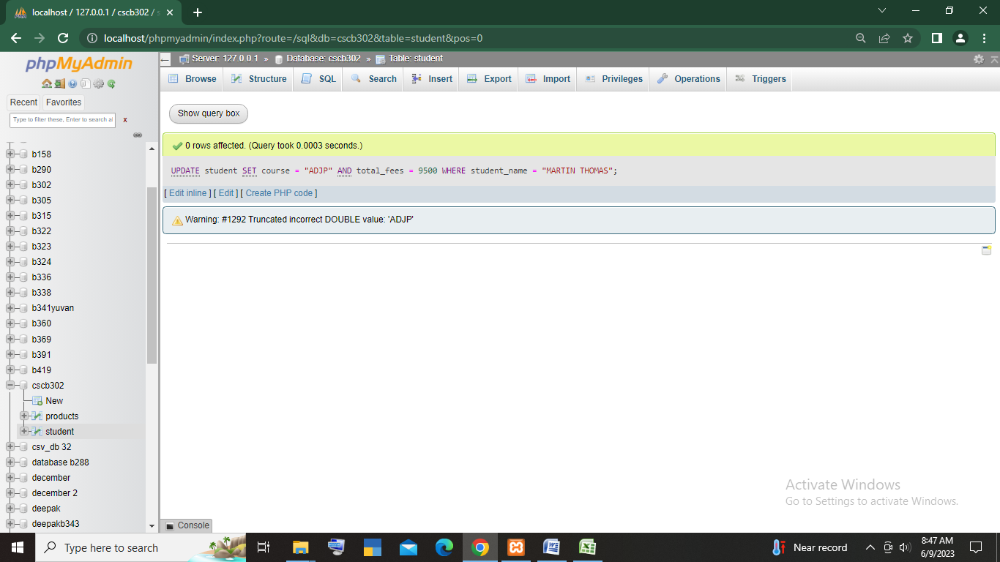 localhost / 127.0.0.1 / cscb302 / s
localhost/phpmyadmin/index.php?route=/sql&db=cscb302&table=student&pos=0
phpMyAdmin
Recent Favorites
Type to filter these, Enter to search al
x
b158
b290
b302
b305
b315
b322
b323
b324
b336
b338
b341yuvan
b360
b369
b391
b419
cscb302
New
products
student
csv_db 32
database b288
december
december 2
deepak
deepakb343
Server: 127.0.0.1 » Database: cscb302 » Table: student
Browse Structure SQL Search Insert Export Import Privileges Operations Triggers
Show query box
0 rows affected. (Query took 0.0003 seconds.)
UPDATE student SET course = "ADJP" AND total_fees = 9500 WHERE student_name = "MARTIN THOMAS";
[ Edit inline ] [ Edit ] [ Create PHP code ]
Warning: #1292 Truncated incorrect DOUBLE value: 'ADJP'
Activate Windows
Go to Settings to activate Windows.
Console
Type here to search
Near record
8:47 AM
6/9/2023